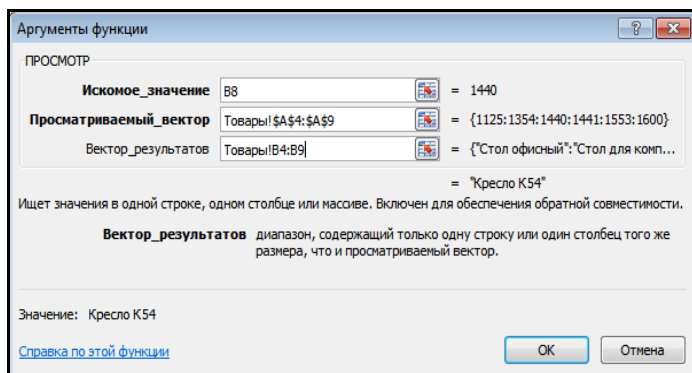 Аргументы функции
ПРОСМОТР
Искомое_значение B8 = 1440
Просматриваемый_вектор Товары!$A$4:$A$9 = {1125:1354:1440:1441:1553:1600}
Вектор_результатов Товары!B4:B9 = {"Стол офисный":"Стол для комп...
= "Кресло К54"
Ищет значения в одной строке, одном столбце или массиве. Включен для обеспечения обратной совместимости.
Вектор_результатов диапазон, содержащий только одну строку или один столбец того же
размера, что и просматриваемый вектор.
Значение: Кресло К54
Справка по этой функции
ОК Отмена